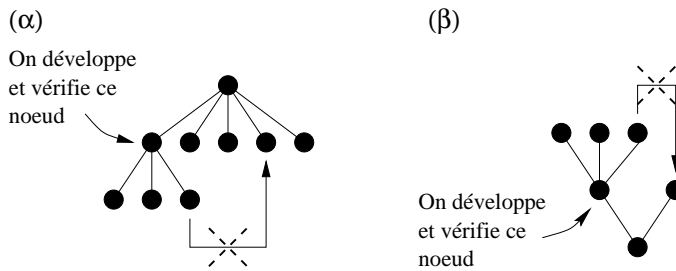 (α)
On développe
et vérifie ce
noeud
(β)
On développe
et vérifie ce
noeud